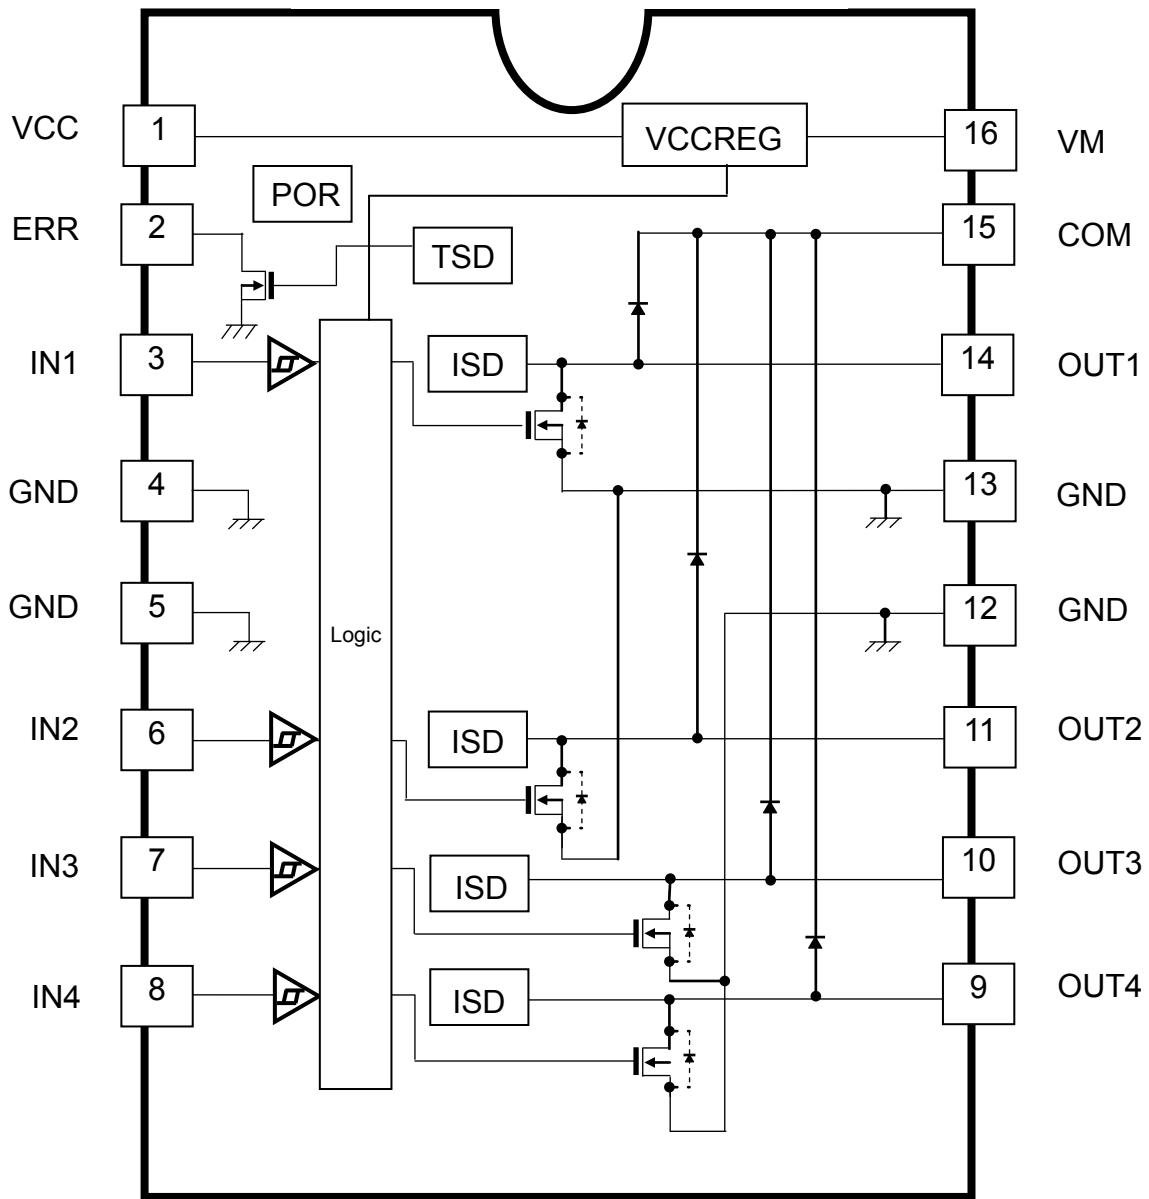 VCC 1 VCCREG 16 VM
POR
ERR 2 TSD 15 COM
IN1 3 ISD 14 OUT1
GND 4 13 GND
GND 5 12 GND
Logic
IN2 6 ISD 11 OUT2
IN3 7 ISD 10 OUT3
IN4 8 ISD 9 OUT4